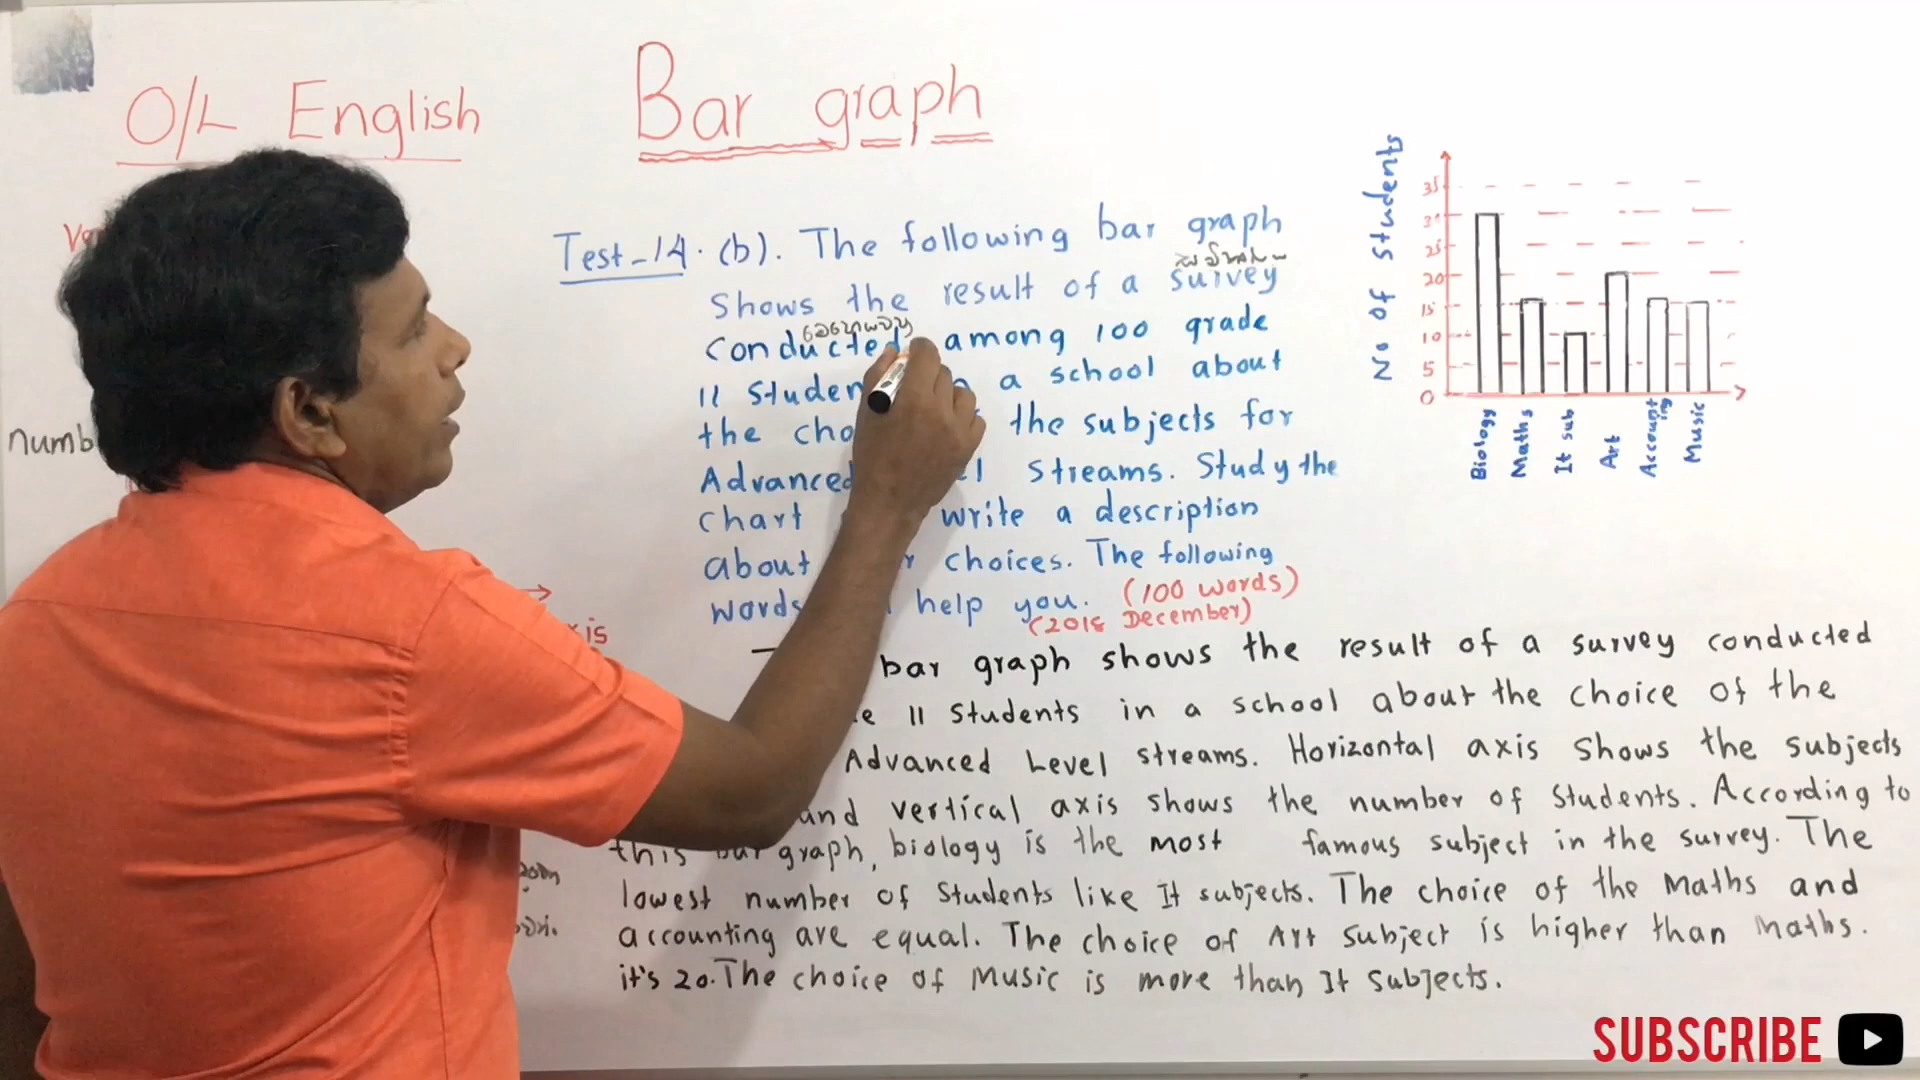 O/L English
Bar graph
Test-14. (b). The following bar graph
Shows the result of a survey
conducted among 100 grade
11 Studen a school about
the cho the subjects for
Advanced Streams. Study the
chart write a description
about choices. The following
words help you. (100 words)
December)
numb
No of Students
35
30
25
20
15
10
5
0
Biology
Maths
It sub
Art
Accounting
Music
bar graph shows the result of a survey conducted
11 Students in a school about the choice of the
Advanced Level streams. Horizontal axis shows the subjects
and vertical axis shows the number of Students. According to
this bar graph, biology is the most famous subject in the survey. The
lowest number of Students like It subjects. The choice of the Maths and
accounting are equal. The choice of Art Subject is higher than Maths.
it's 20. The choice of Music is more than It Subjects.
SUBSCRIBE